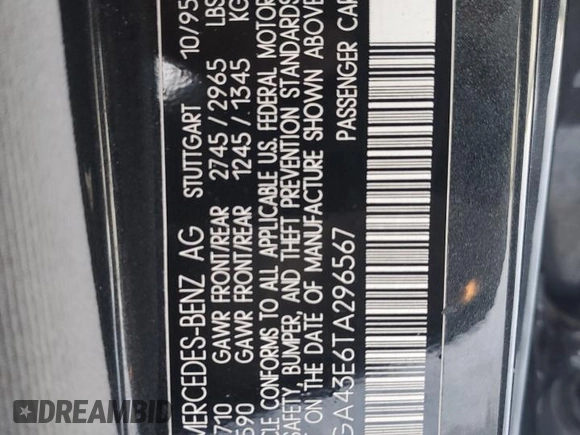 MERCEDES-BENZ AG STUTTGART 10/95
710 GAWR FRONT/REAR 2745 / 2965 LBS
590 GAWR FRONT/REAR 1245 / 1345 KG
CLE CONFORMS TO ALL APPLICABLE U.S. FEDERAL MOTOR
SAFETY, BUMPER, AND THEFT PREVENTION STANDARDS
ON THE DATE OF MANUFACTURE SHOWN ABOVE
GA43E6TA296567 PASSENGER CAR
DEALERS
AUCTION